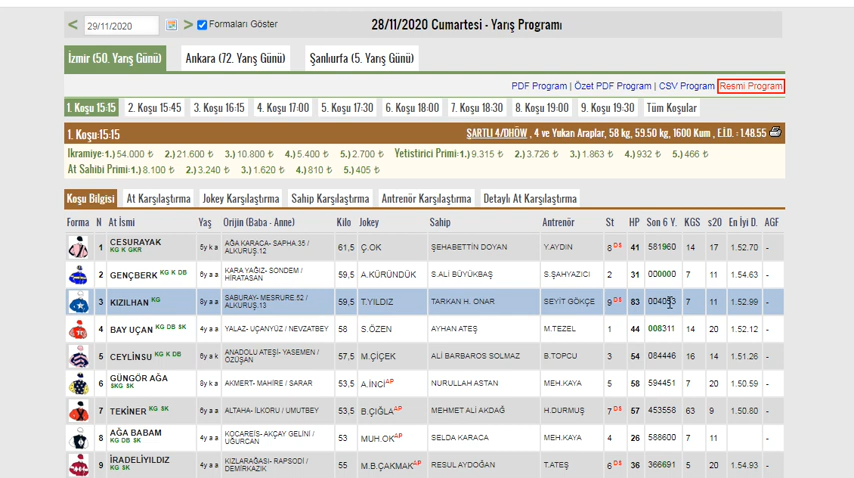 < 29/11/2020 > Formaları Göster 28/11/2020 Cumartesi - Yarış Programı
İzmir (50. Yarış Günü) Ankara (72. Yarış Günü) Şanlıurfa (5. Yarış Günü)
PDF Program | Özet PDF Program | CSV Program | Resmi Program
1. Koşu 15:15 2. Koşu 15:45 3. Koşu 16:15 4. Koşu 17:00 5. Koşu 17:30 6. Koşu 18:00 7. Koşu 18:30 8. Koşu 19:00 9. Koşu 19:30 Tüm Koşular
1. Koşu:15:15 ŞARTLI 4/DHÖW , 4 ve Yukarı Araplar, 58 kg, 59.50 kg, 1600 Kum , E.İ.D. : 1.48.55
İkramiye: 1.) 54.000 ₺ 2.) 21.600 ₺ 3.) 10.800 ₺ 4.) 5.400 ₺ 5.) 2.700 ₺ Yetiştirici Primi: 1.) 9.315 ₺ 2.) 3.726 ₺ 3.) 1.863 ₺ 4.) 932 ₺ 5.) 466 ₺
At Sahibi Primi: 1.) 8.100 ₺ 2.) 3.240 ₺ 3.) 1.620 ₺ 4.) 810 ₺ 5.) 405 ₺
Koşu Bilgisi At Karşılaştırma Jokey Karşılaştırma Sahip Karşılaştırma Antrenör Karşılaştırma Detaylı At Karşılaştırma
Forma N At İsmi Yaş Orijin (Baba - Anne) Kilo Jokey Sahip Antrenör St HP Son 6 Y. KGS s20 En İyi D. AGF
1 CESURAYAK KG K GKR 5y k a AĞA KARACA- SAPHA.35 / ALKURUŞ.12 61,5 Ç.OK ŞEHABETTİN DOYAN Y.AYDIN 8 DS 41 581960 14 17 1.52.70 -
2 GENÇBERK KG K DB 6y a a KARA YAĞIZ- SONDEM / HİRATASAN 59,5 A.KÜRÜNDÜK S.ALİ BÜYÜKBAŞ S.ŞAHYAZICI 2 31 000000 7 11 1.54.63 -
3 KIZILHAN KG 8y a a SABURAY- MESRURE.52 / ALKURUŞ.13 59,5 T.YILDIZ TARKAN H. ONAR SEYİT GÖKÇE 9 DS 83 004093 7 11 1.52.99 -
4 BAY UÇAN KG DB SK 4y a a YALAZ- UÇANYÜZ / NEVZATBEY 58 S.ÖZEN AYHAN ATEŞ M.TEZEL 1 44 008311 14 20 1.52.12 -
5 CEYLİNSU KG K DB 6y a k ANADOLU ATEŞİ- YASEMEN / ÖZÜŞAN 57,5 M.ÇİÇEK ALİ BARBAROS SOLMAZ B.TOPCU 3 54 084446 16 14 1.51.26 -
6 GÜNGÖR AĞA SKG SK 8y k a AKMERT- MAHİRE / SARAR 53,5 A.İNCİ AP NURULLAH ASTAN MEH.KAYA 5 58 594451 7 20 1.50.59 -
7 TEKİNER KG SK 6y a a ALTAHA- İLKORU / UMUTBEY 53,5 B.ÇIĞLA AP MEHMET ALİ AKDAĞ H.DURMUŞ 7 DS 57 453558 63 9 1.50.80 -
8 AĞA BABAM KG DB SK 4y a a KOCAREİS- AKÇAY GELİNİ / UĞURCAN 53 MUH.OK AP SELDA KARACA MEH.KAYA 4 26 588600 7 11 -
9 İRADELİYILDIZ KG SK 4y a a KIZLARAĞASI- RAPSODİ / DEMİRKAZIK 55 M.B.ÇAKMAK AP RESUL AYDOĞAN T.ATEŞ 6 DS 36 366691 5 20 1.54.93 -